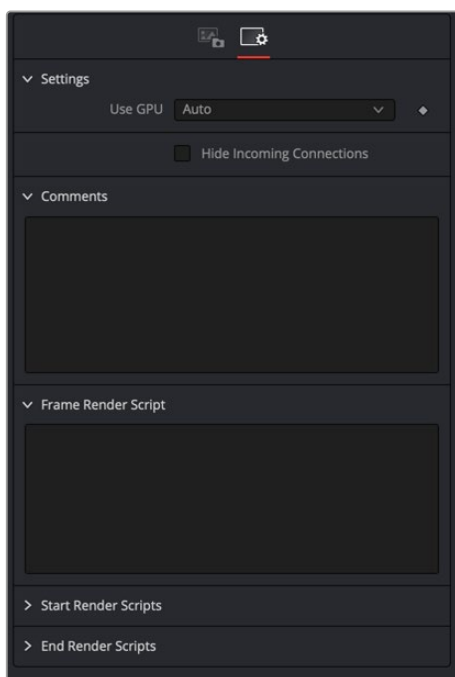 Settings
Use GPU Auto
Hide Incoming Connections
Comments
Frame Render Script
Start Render Scripts
End Render Scripts